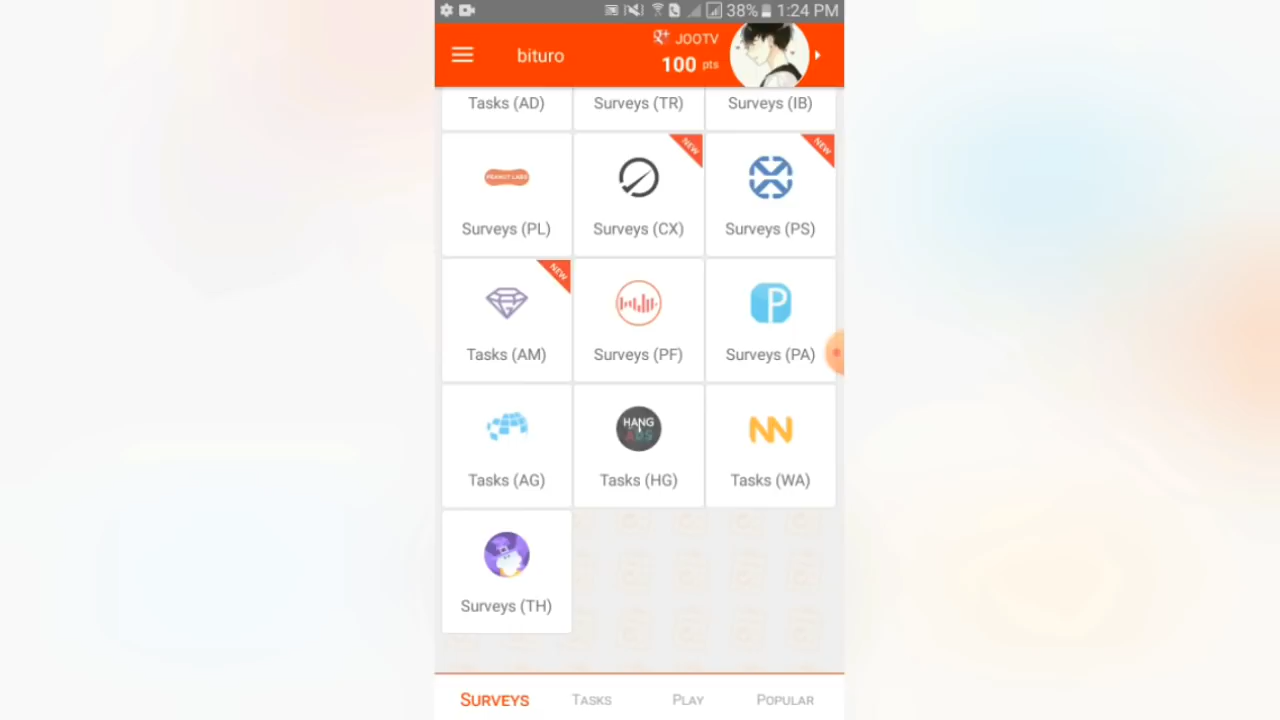 38% 1:24 PM
bituro
g+ JOOTV
100 pts
Tasks (AD)
Surveys (TR)
Surveys (IB)
PEANUT LABS
NEW
NEW
Surveys (PL)
Surveys (CX)
Surveys (PS)
NEW
Tasks (AM)
Surveys (PF)
Surveys (PA)
HANG
Tasks (AG)
Tasks (HG)
Tasks (WA)
Surveys (TH)
SURVEYS
TASKS
PLAY
POPULAR